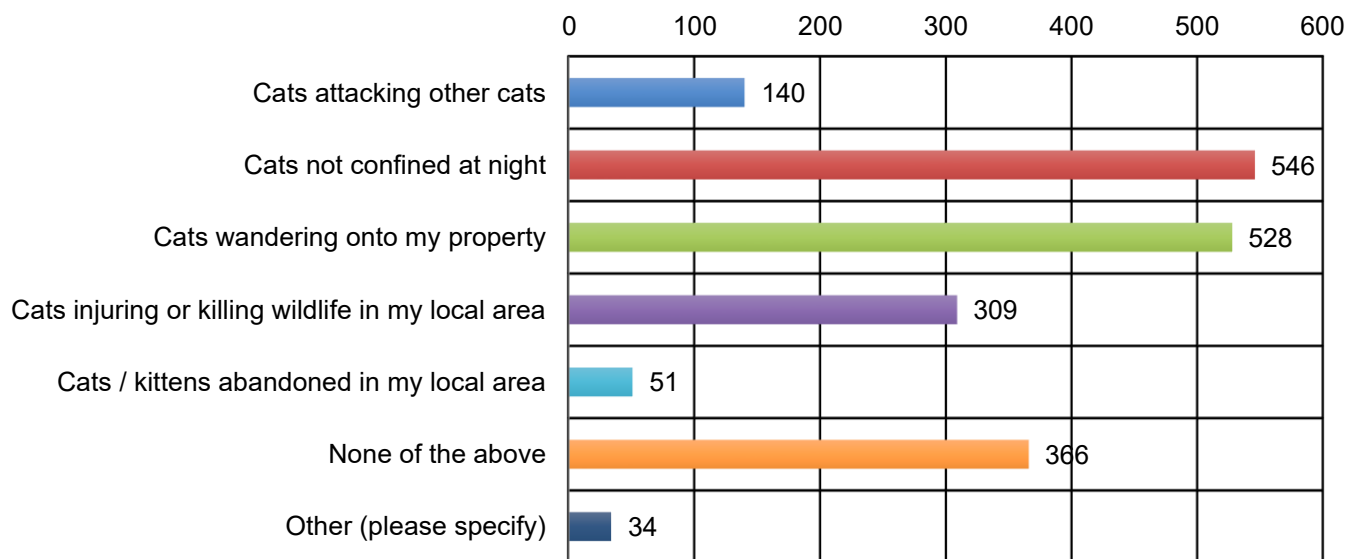 0 100 200 300 400 500 600
Cats attacking other cats 140
Cats not confined at night 546
Cats wandering onto my property 528
Cats injuring or killing wildlife in my local area 309
Cats / kittens abandoned in my local area 51
None of the above 366
Other (please specify) 34